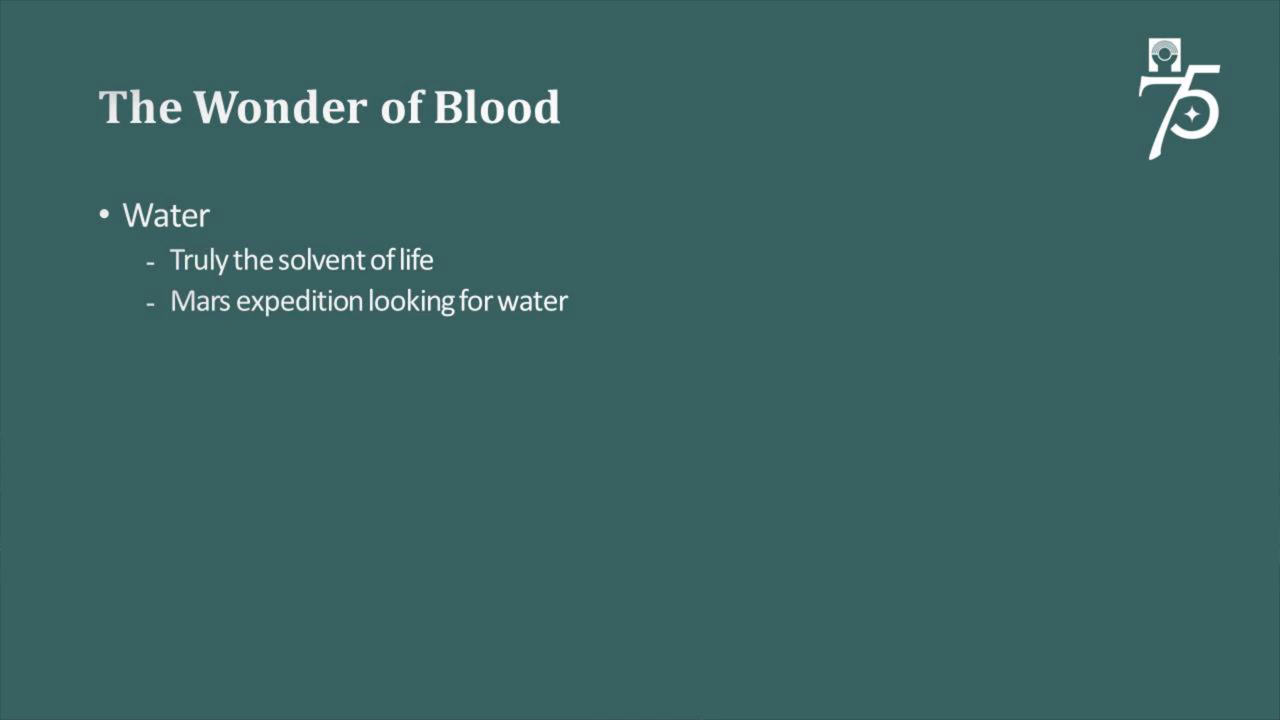 The Wonder of Blood
75
• Water
- Truly the solvent of life
- Mars expedition looking for water